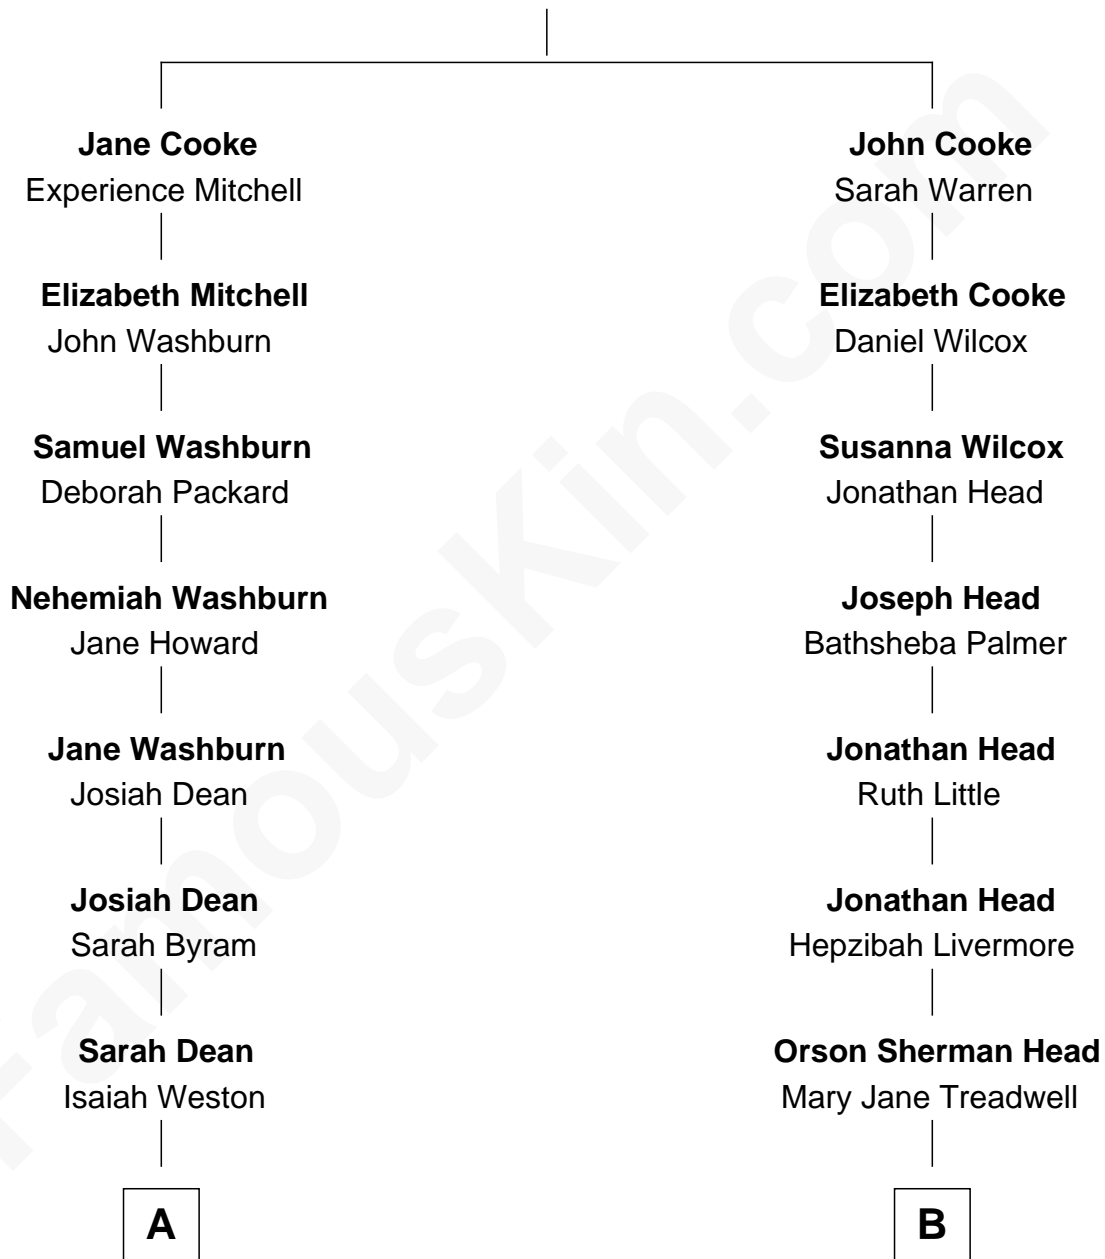 Jane Cooke
Experience Mitchell
Elizabeth Mitchell
John Washburn
Samuel Washburn
Deborah Packard
Nehemiah Washburn
Jane Howard
Jane Washburn
Josiah Dean
Josiah Dean
Sarah Byram
Sarah Dean
Isaiah Weston
A
John Cooke
Sarah Warren
Elizabeth Cooke
Daniel Wilcox
Susanna Wilcox
Jonathan Head
Joseph Head
Bathsheba Palmer
Jonathan Head
Ruth Little
Jonathan Head
Hepzibah Livermore
Orson Sherman Head
Mary Jane Treadwell
B
FamousKin.com